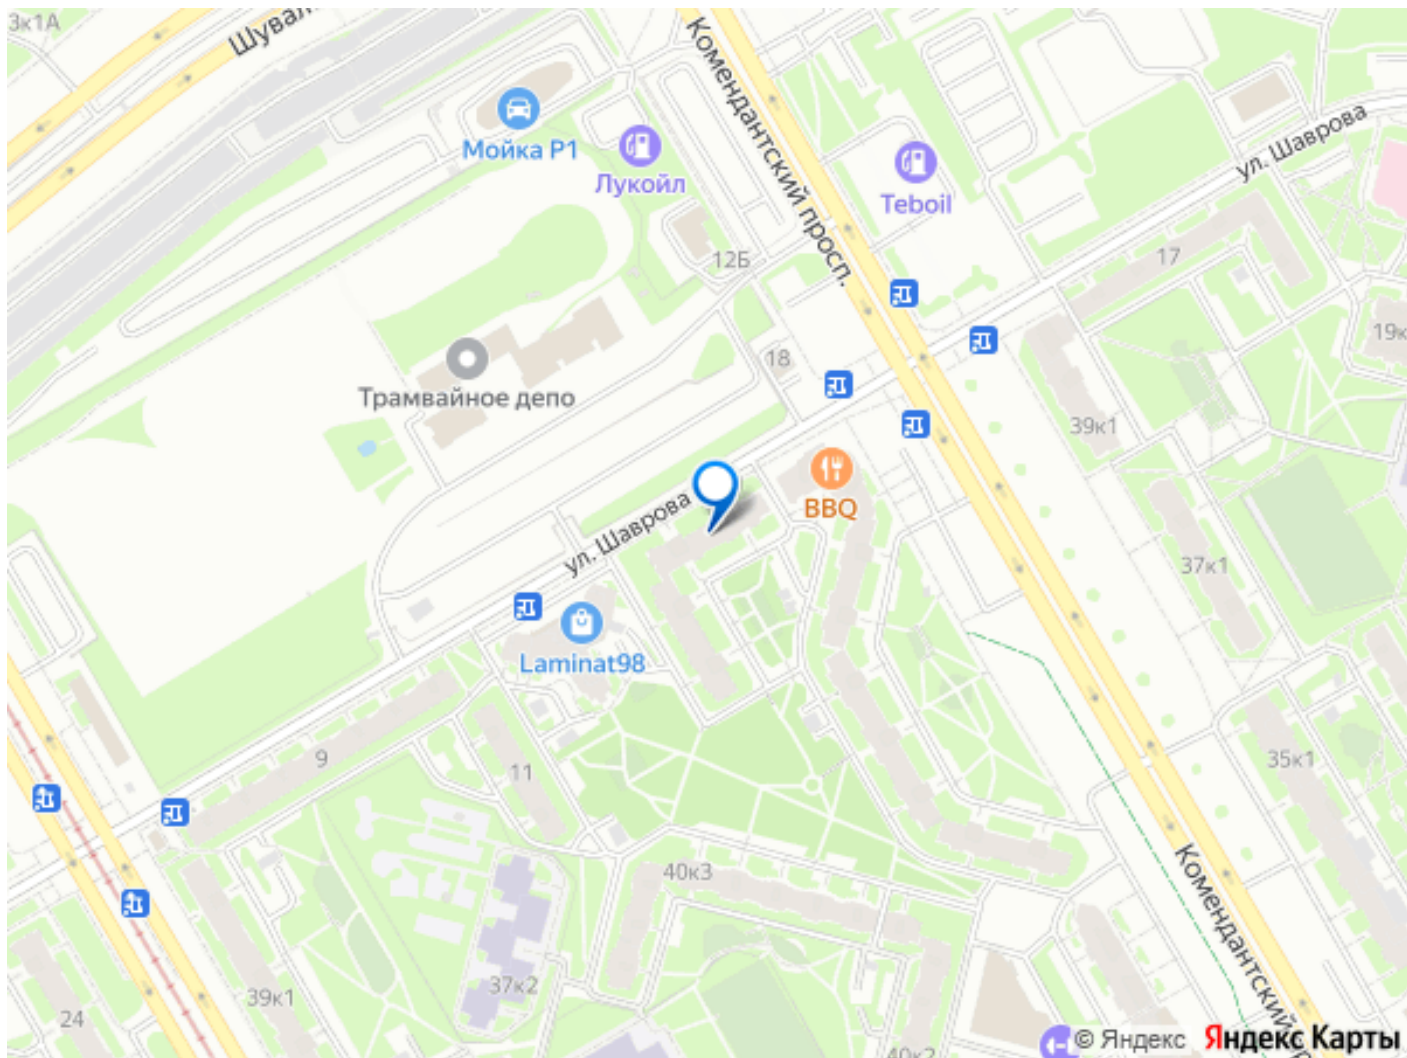 3к1А
Шувал
Комендантский просп.
Мойка Р1
Лукойл
Teboil
ул. Шаврова
12Б
17
18
19к
Трамвайное депо
39к1
BBQ
ул. Шаврова
37к1
Laminat98
9
11
35к1
40к3
Комендантский
37к2
39к1
24
40к2
© Яндекс Яндекс Карты